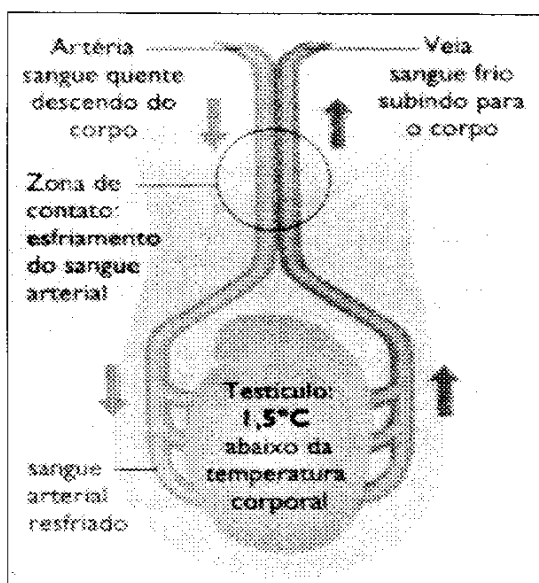 Artéria
sangue quente
descendo do
corpo
Veia
sangue frio
subindo para
o corpo
Zona de
contato:
esfriamento
do sangue
arterial
Testículo:
1,5°C
abaixo da
temperatura
corporal
sangue
arterial
resfriado